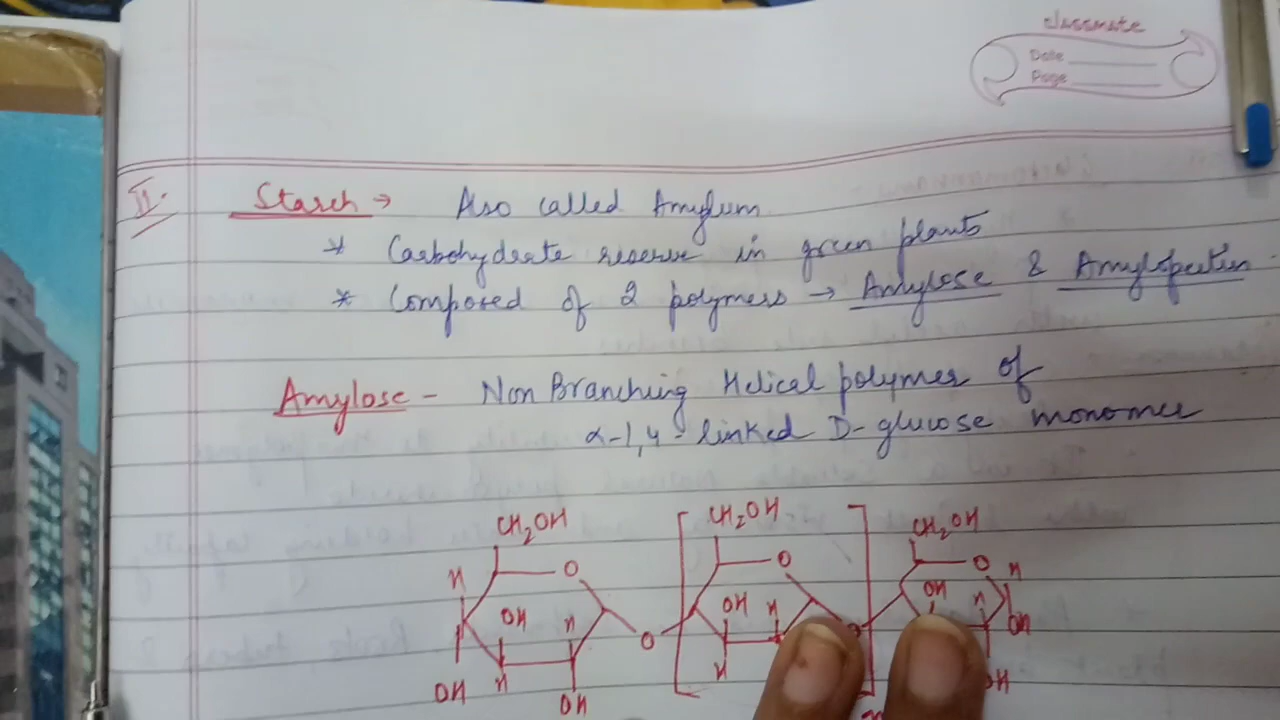 classmate
Date
Page
II.
Starch → Also called Amylum
* Carbohydrate reserve in green plants
* Composed of 2 polymers → Amylose & Amylopectin
Amylose - Non Branching Helical polymer of
α-1,4-linked D-glucose monomer
CH₂OH CH₂OH CH₂OH
O O O
H H
OH H OH H OH H
O OH
OH H OH H OH